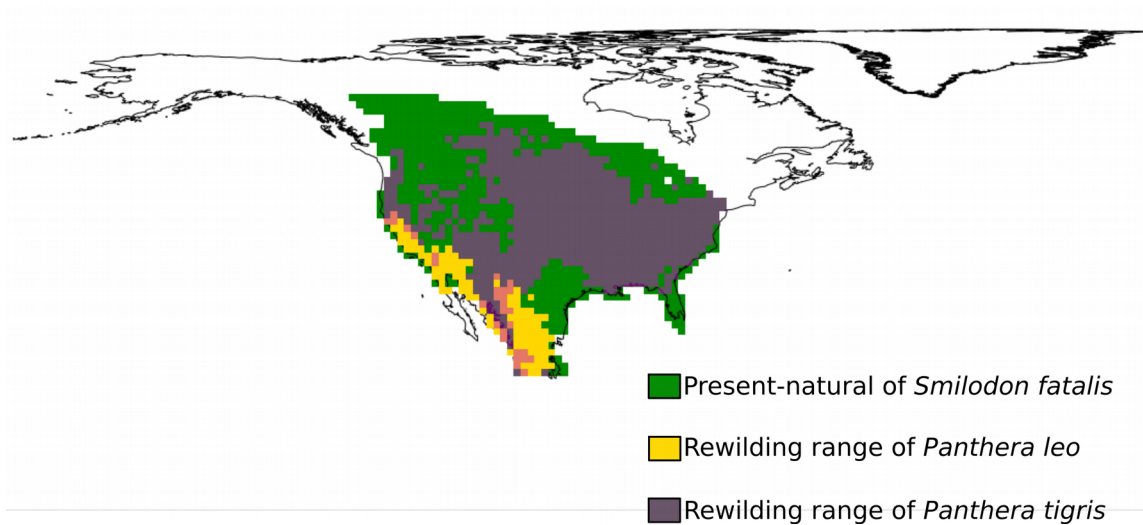 Present-natural of Smilodon fatalis
Rewilding range of Panthera leo
Rewilding range of Panthera tigris